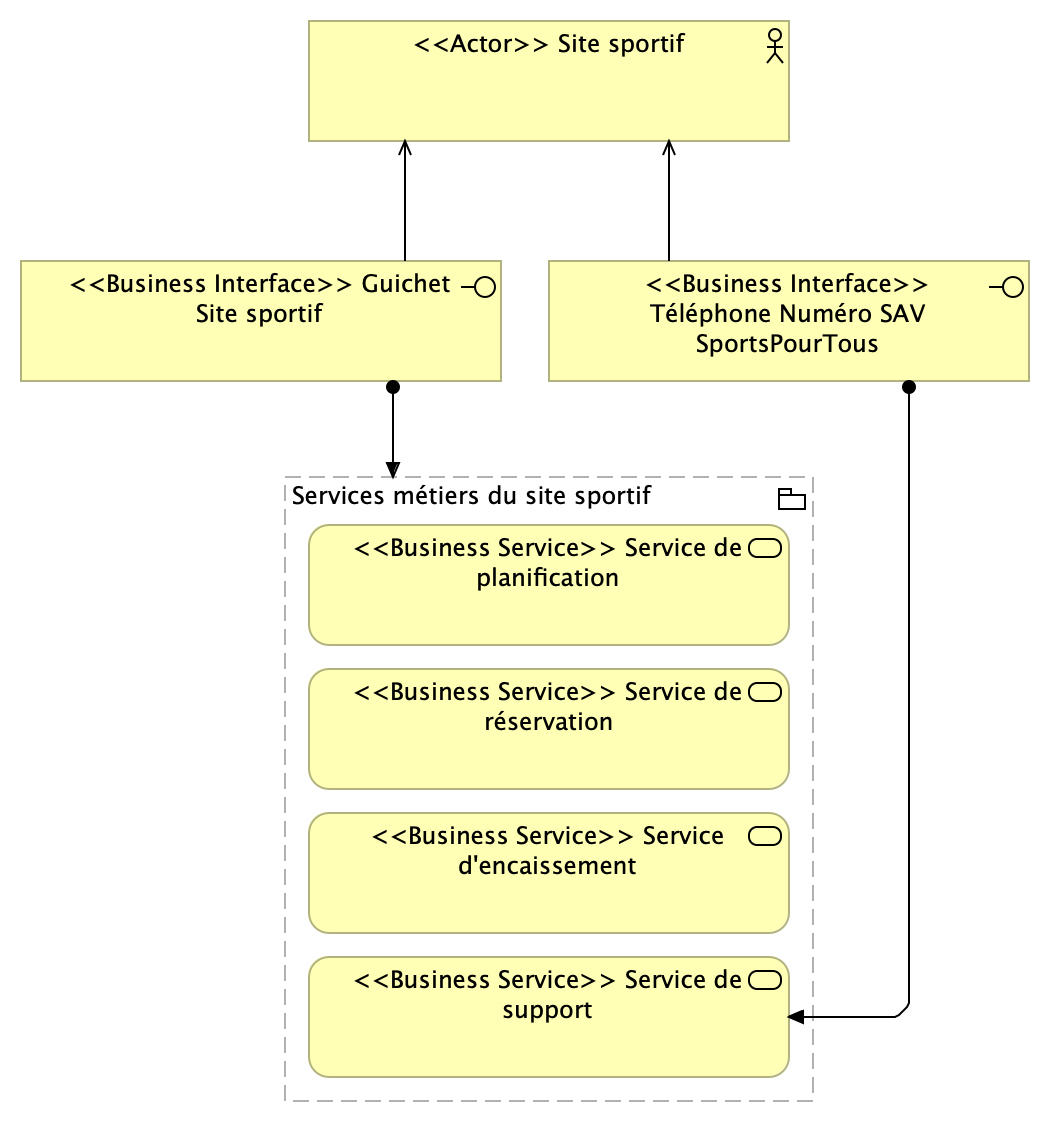 <<Actor>> Site sportif
<<Business Interface>> Guichet
Site sportif
<<Business Interface>>
Téléphone Numéro SAV
SportsPourTous
Services métiers du site sportif
<<Business Service>> Service de
planification
<<Business Service>> Service de
réservation
<<Business Service>> Service
d'encaissement
<<Business Service>> Service de
support